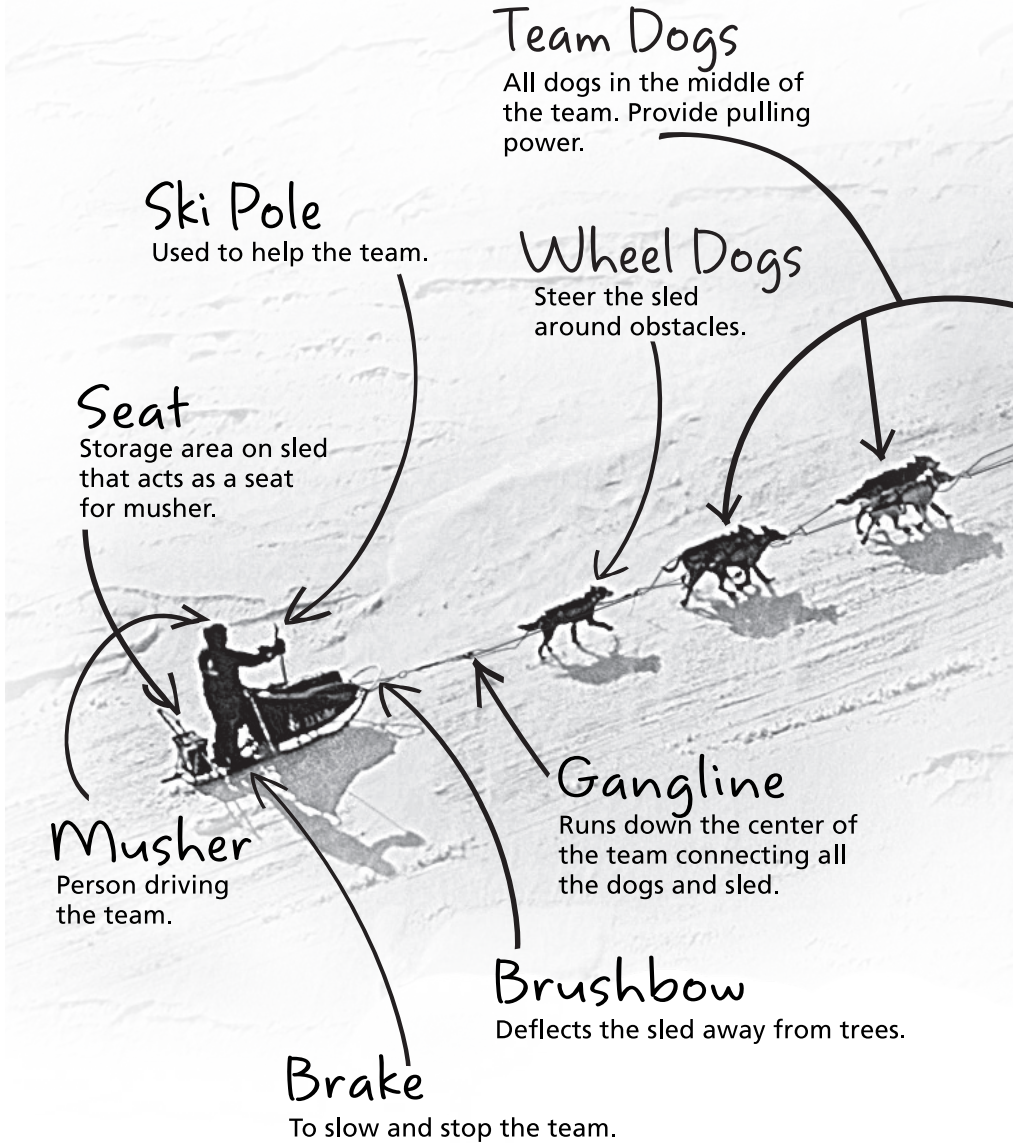 Team Dogs
All dogs in the middle of
the team. Provide pulling
power.
Ski Pole
Used to help the team.
Wheel Dogs
Steer the sled
around obstacles.
Seat
Storage area on sled
that acts as a seat
for musher.
Gangline
Runs down the center of
the team connecting all
the dogs and sled.
Musher
Person driving
the team.
Brushbow
Deflects the sled away from trees.
Brake
To slow and stop the team.